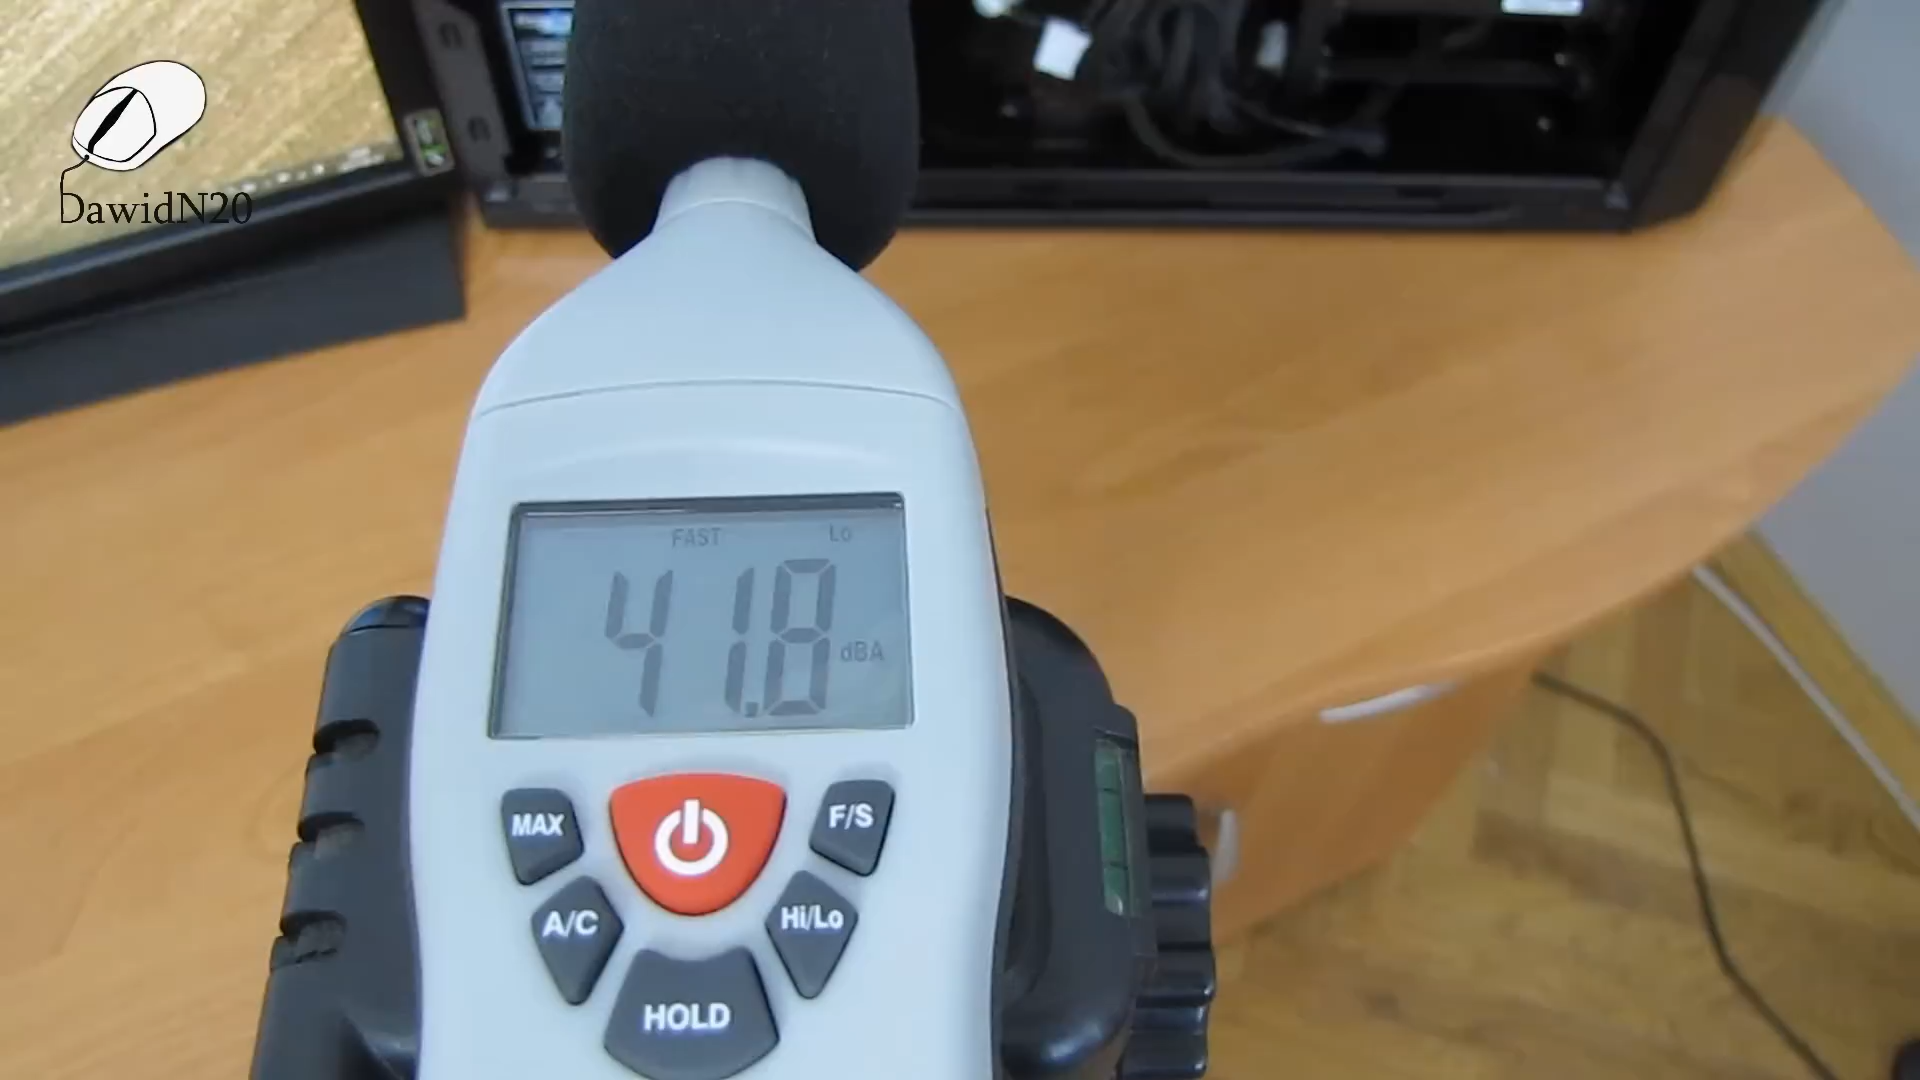 DawidN20
FAST Lo
41.8 dBA
MAX F/S
A/C Hi/Lo
HOLD